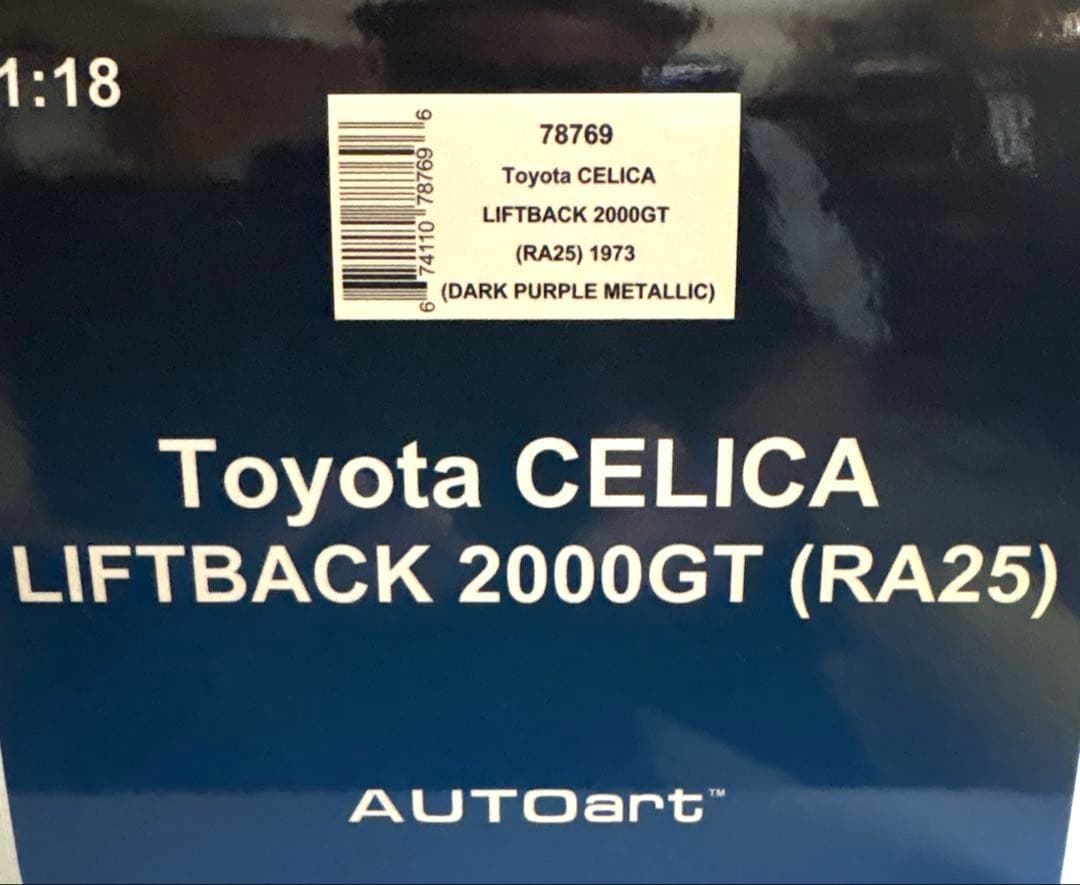 1:18
78769
Toyota CELICA
LIFTBACK 2000GT
(RA25) 1973
(DARK PURPLE METALLIC)
6 74110 78769 6
Toyota CELICA
LIFTBACK 2000GT (RA25)
AUTOart™